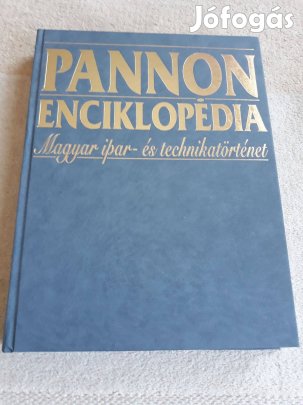 Jófogás
PANNON
ENCIKLOPÉDIA
Magyar ipar- és technikatörténet